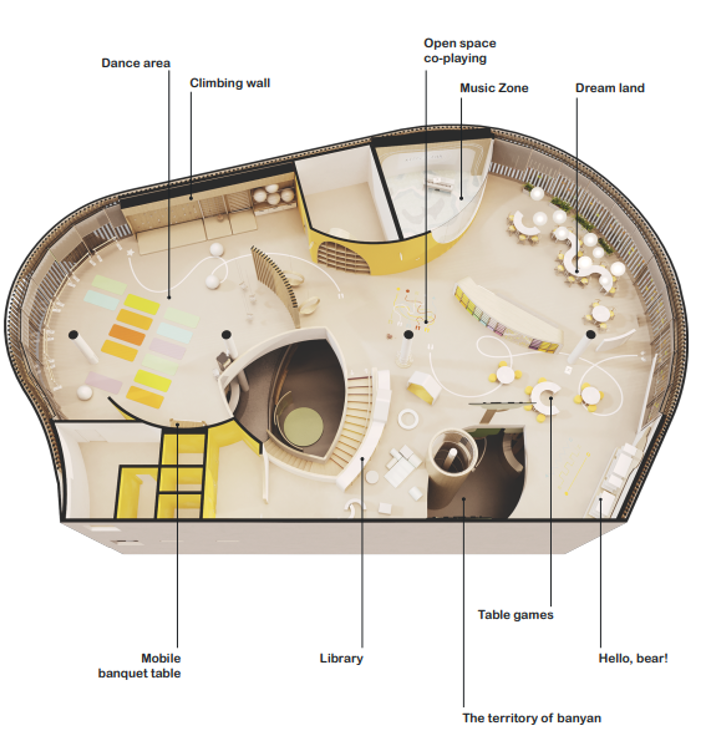 Open space
co-playing
Dance area
Climbing wall
Music Zone
Dream land
Table games
Mobile
banquet table
Library
Hello, bear!
The territory of banyan